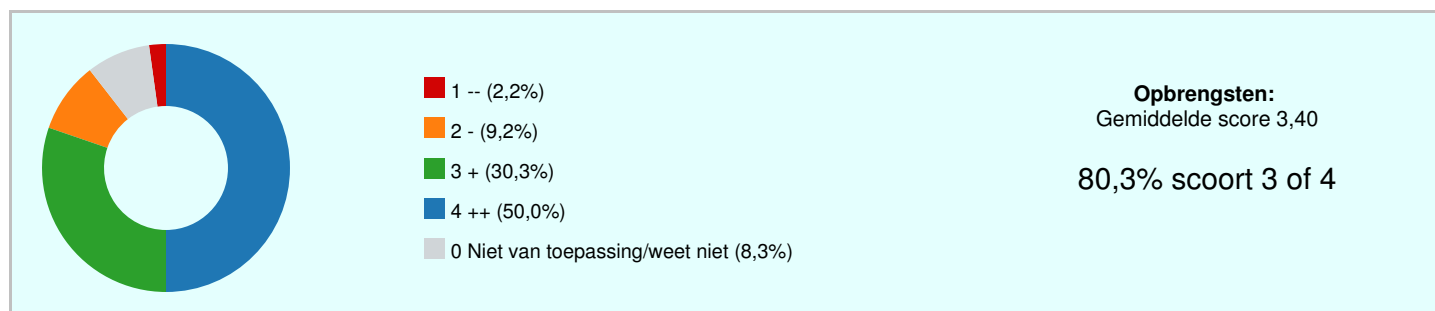 1 -- (2,2%)
2 - (9,2%)
3 + (30,3%)
4 ++ (50,0%)
0 Niet van toepassing/weet niet (8,3%)
Opbrengsten:
Gemiddelde score 3,40
80,3% scoort 3 of 4